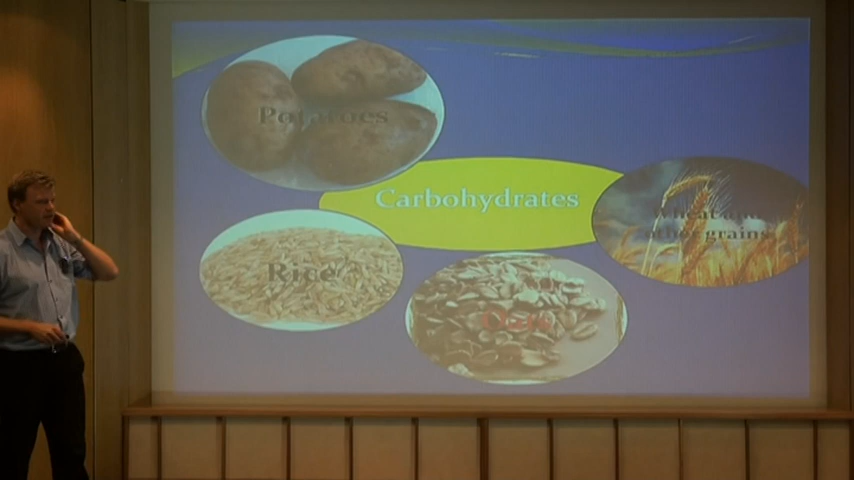 Potatoes
Carbohydrates
Wheat and
other grains
Rice
Oats